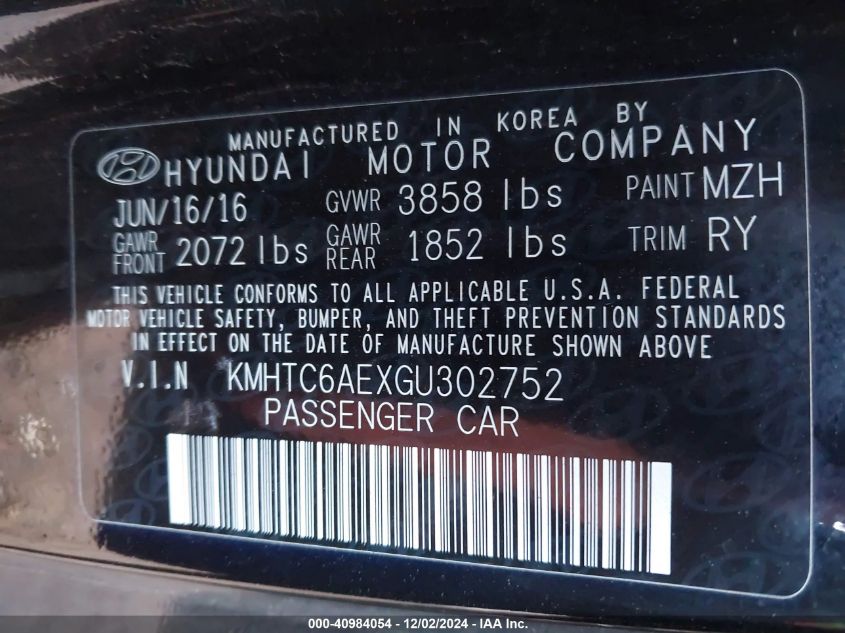 MANUFACTURED IN KOREA BY
HYUNDAI MOTOR COMPANY
JUN/16/16 GVWR 3858 lbs PAINT MZH
GAWR FRONT 2072 lbs GAWR REAR 1852 lbs TRIM RY
THIS VEHICLE CONFORMS TO ALL APPLICABLE U.S.A. FEDERAL
MOTOR VEHICLE SAFETY, BUMPER, AND THEFT PREVENTION STANDARDS
IN EFFECT ON THE DATE OF MANUFACTURE SHOWN ABOVE
V.I.N KMHTC6AEXGU302752
PASSENGER CAR
000-40984054 - 12/02/2024 - IAA Inc.